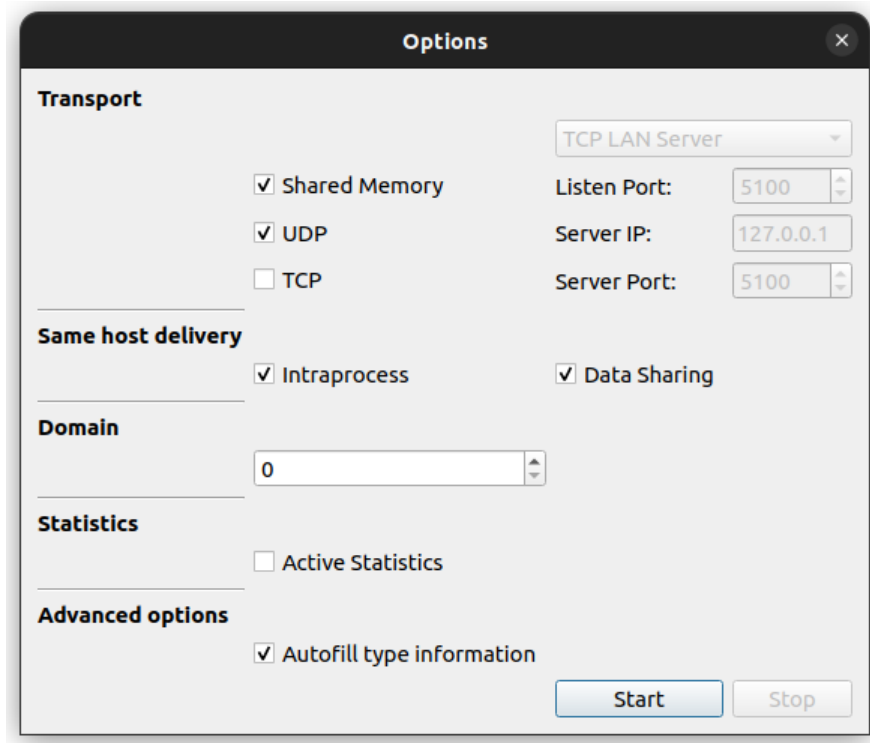 Options
Transport
TCP LAN Server
Shared Memory
Listen Port:
5100
UDP
Server IP:
127.0.0.1
TCP
Server Port:
5100
Same host delivery
Intraprocess
Data Sharing
Domain
0
Statistics
Active Statistics
Advanced options
Autofill type information
Start
Stop